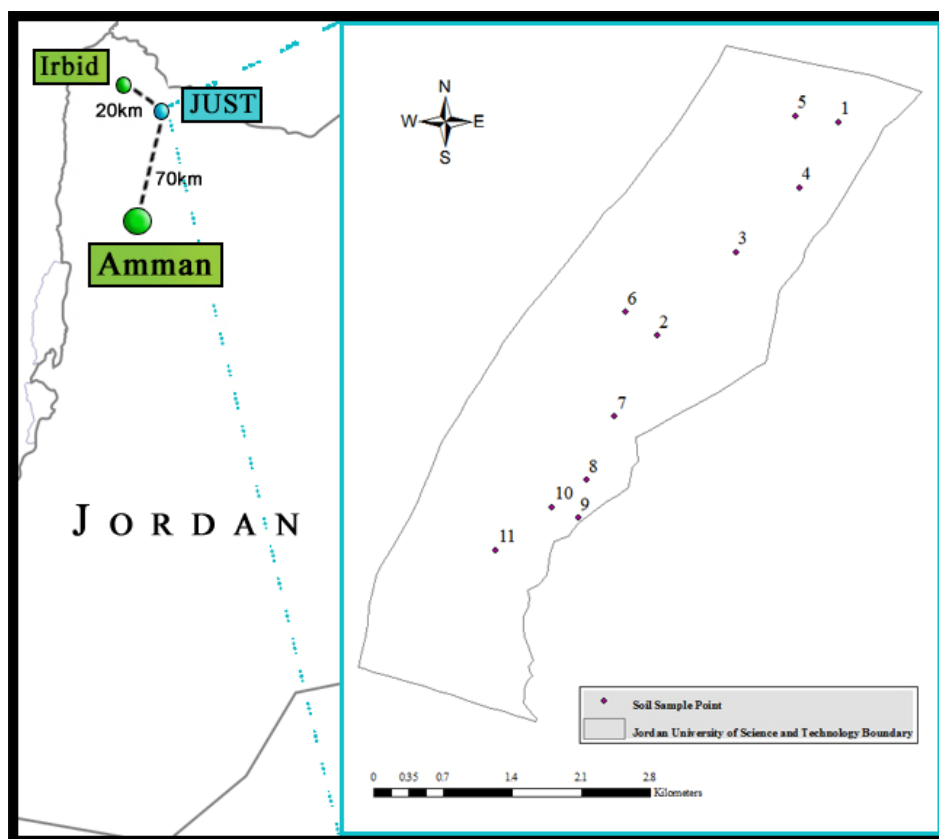 Irbid
20km
JUST
70km
Amman
JORDAN
N
W E
S
5
1
4
3
6
2
7
8
10
9
11
Soil Sample Point
Jordan University of Science and Technology Boundary
0 0.35 0.7 1.4 2.1 2.8
Kilometers